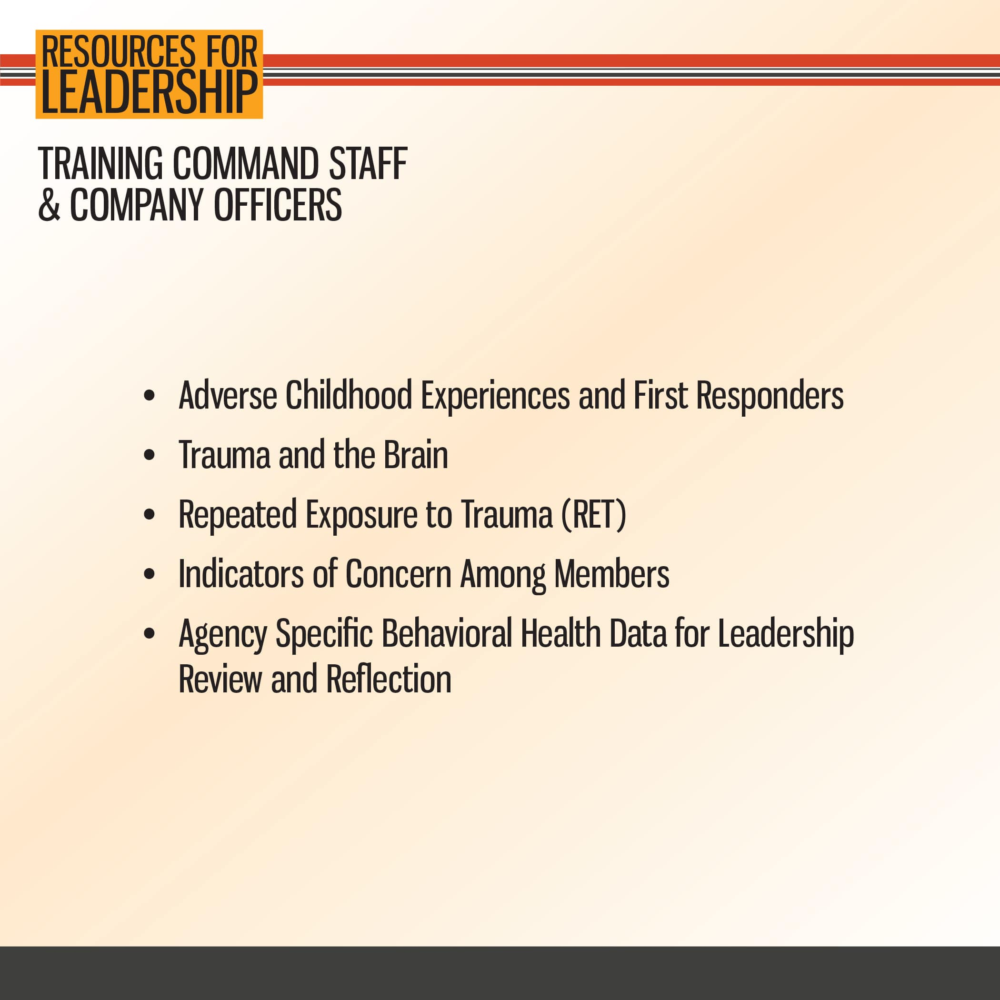 RESOURCES FOR
LEADERSHIP
TRAINING COMMAND STAFF
& COMPANY OFFICERS
• Adverse Childhood Experiences and First Responders
• Trauma and the Brain
• Repeated Exposure to Trauma (RET)
• Indicators of Concern Among Members
• Agency Specific Behavioral Health Data for Leadership
Review and Reflection